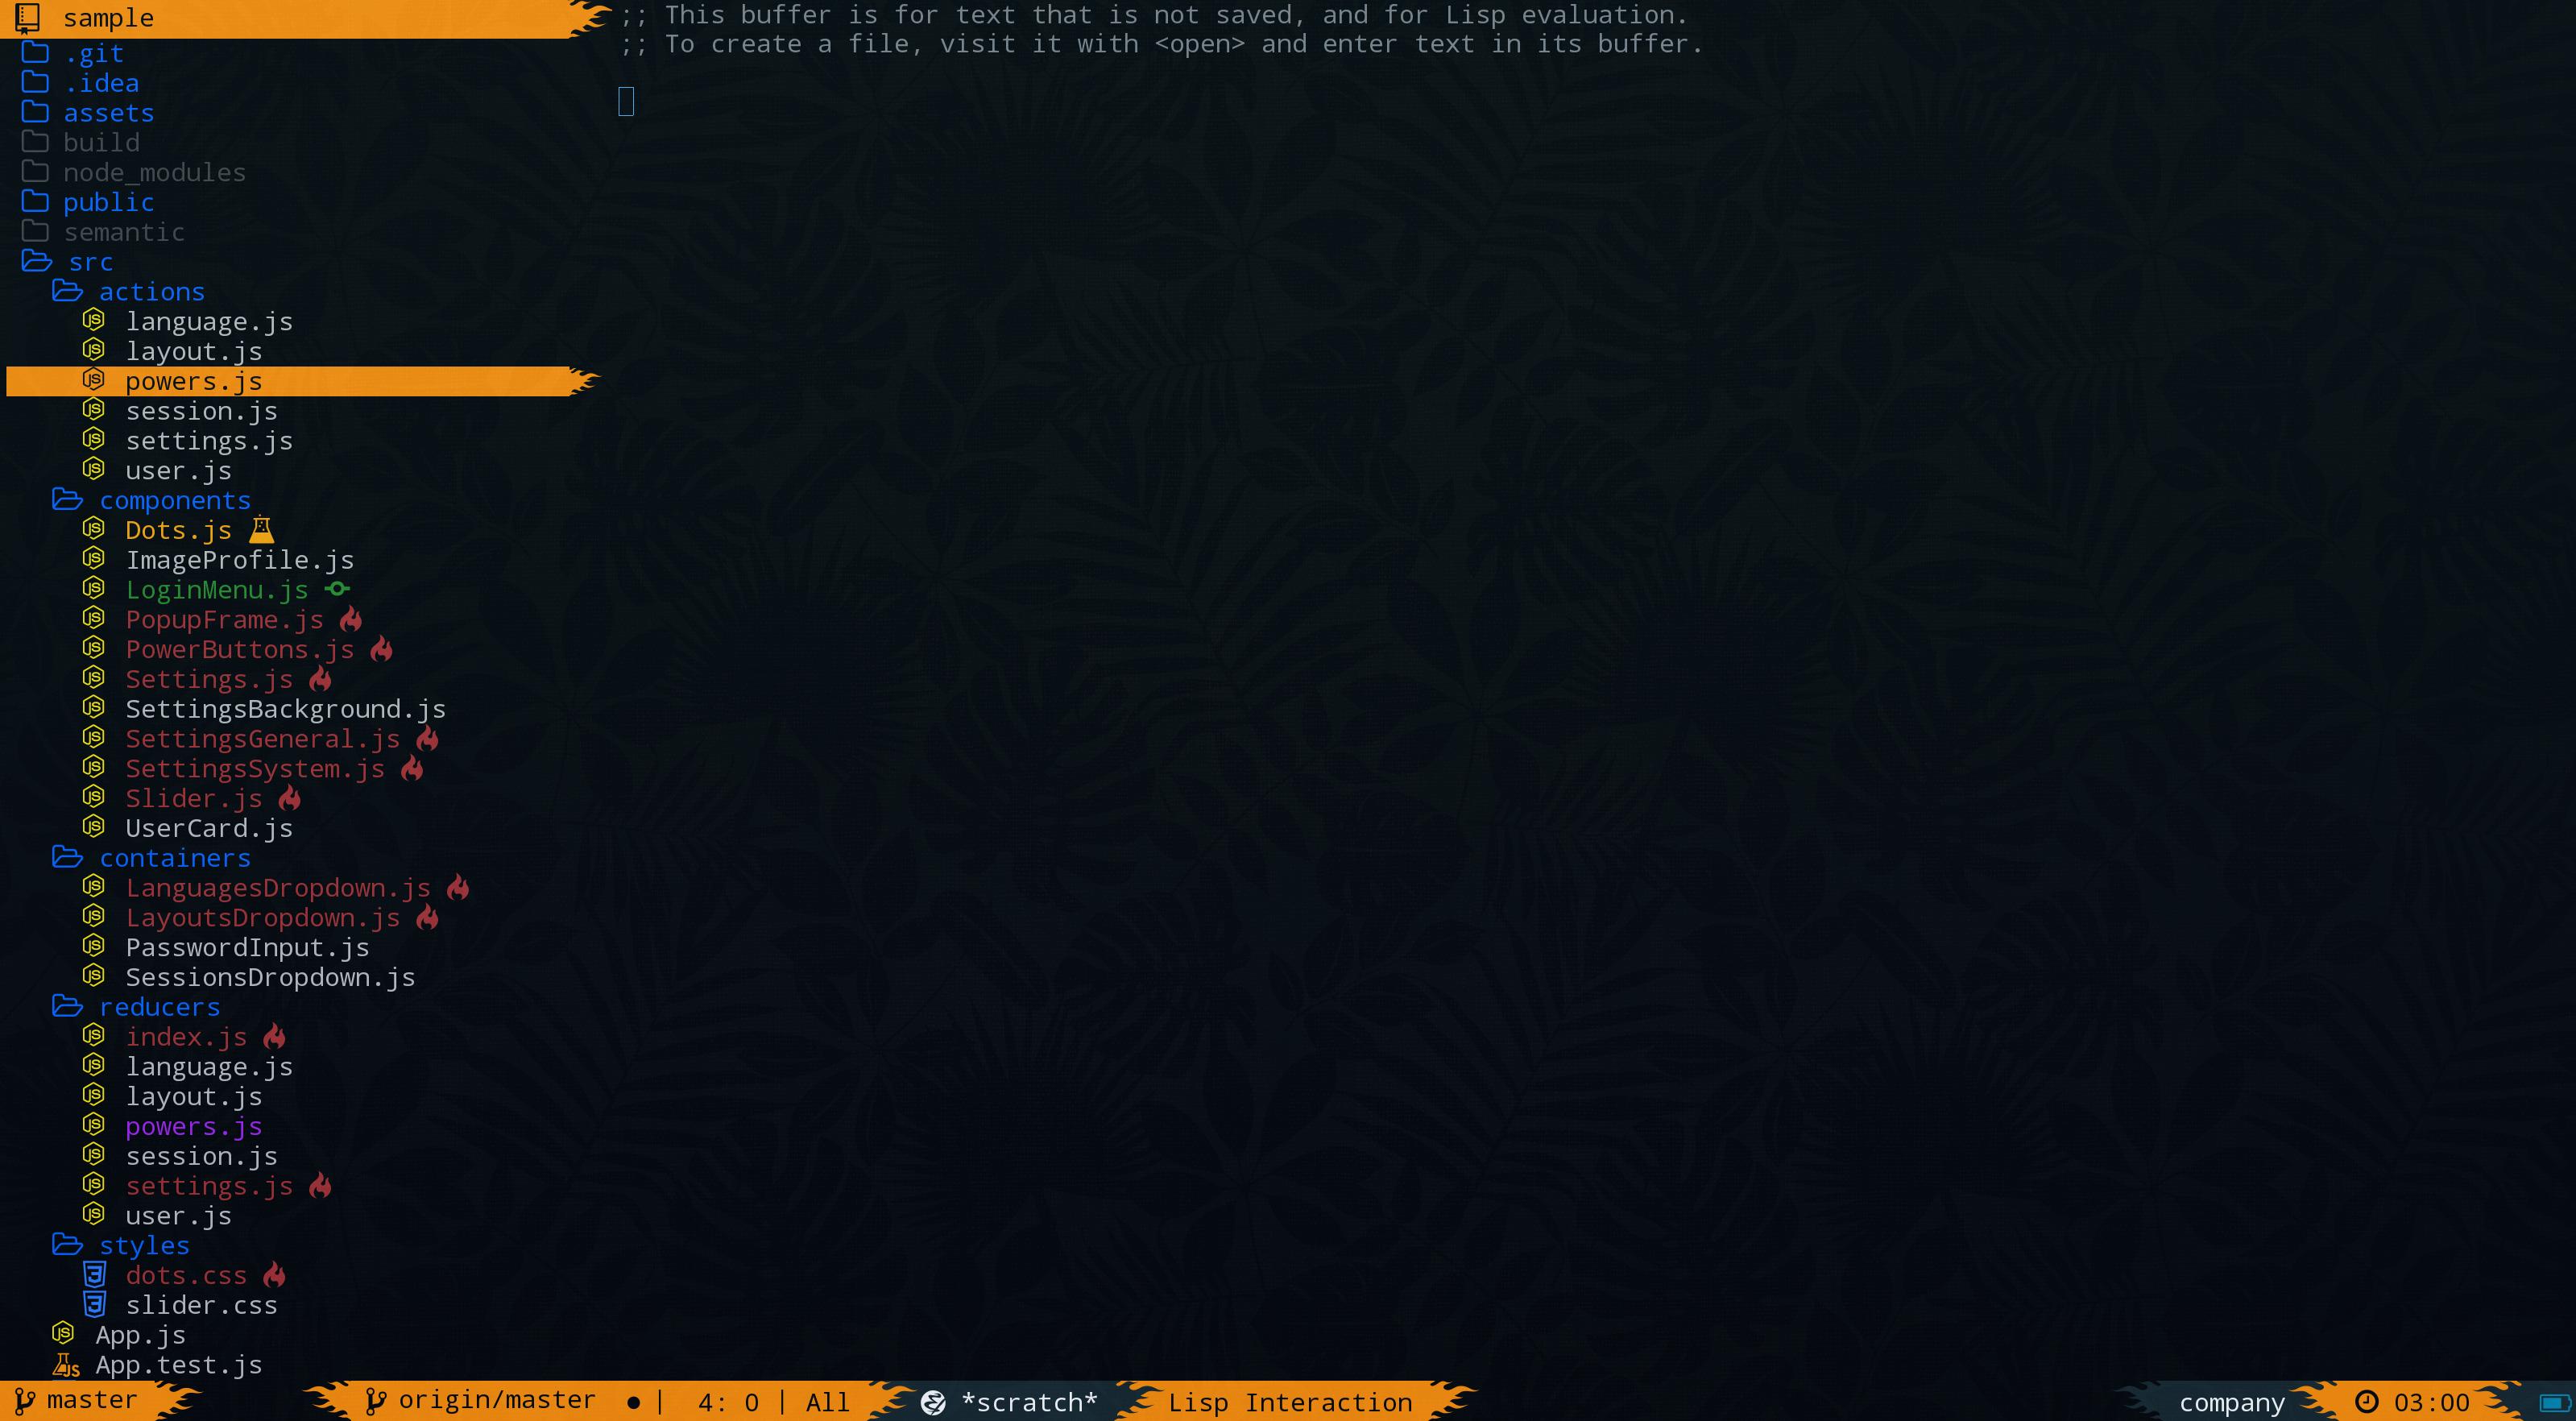 sample
.git
.idea
assets
build
node_modules
public
semantic
src
actions
language.js
layout.js
powers.js
session.js
settings.js
user.js
components
Dots.js
ImageProfile.js
LoginMenu.js
PopupFrame.js
PowerButtons.js
Settings.js
SettingsBackground.js
SettingsGeneral.js
SettingsSystem.js
Slider.js
UserCard.js
containers
LanguagesDropdown.js
LayoutsDropdown.js
PasswordInput.js
SessionsDropdown.js
reducers
index.js
language.js
layout.js
powers.js
session.js
settings.js
user.js
styles
dots.css
slider.css
App.js
App.test.js
;; This buffer is for text that is not saved, and for Lisp evaluation.
;; To create a file, visit it with <open> and enter text in its buffer.
master origin/master ● | 4: 0 | All *scratch* Lisp Interaction company 03:00